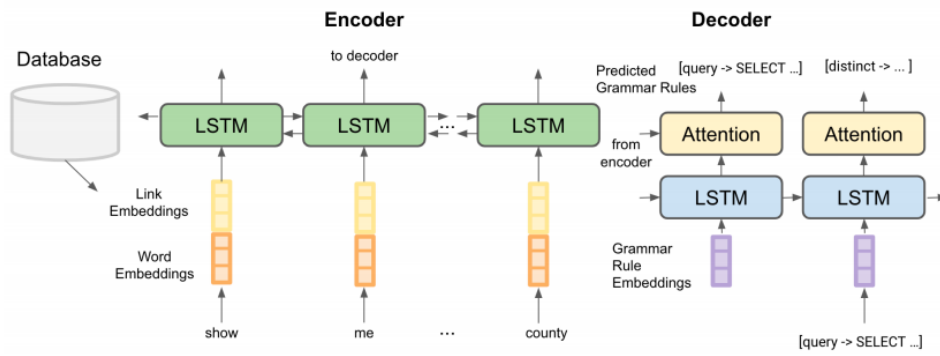 Encoder
Decoder
Database
to decoder
Predicted
Grammar Rules
[query -> SELECT ...]
[distinct -> ... ]
LSTM
LSTM
...
LSTM
from
encoder
Attention
Attention
LSTM
LSTM
Link
Embeddings
Word
Embeddings
Grammar
Rule
Embeddings
show
me
...
county
[query -> SELECT ...]